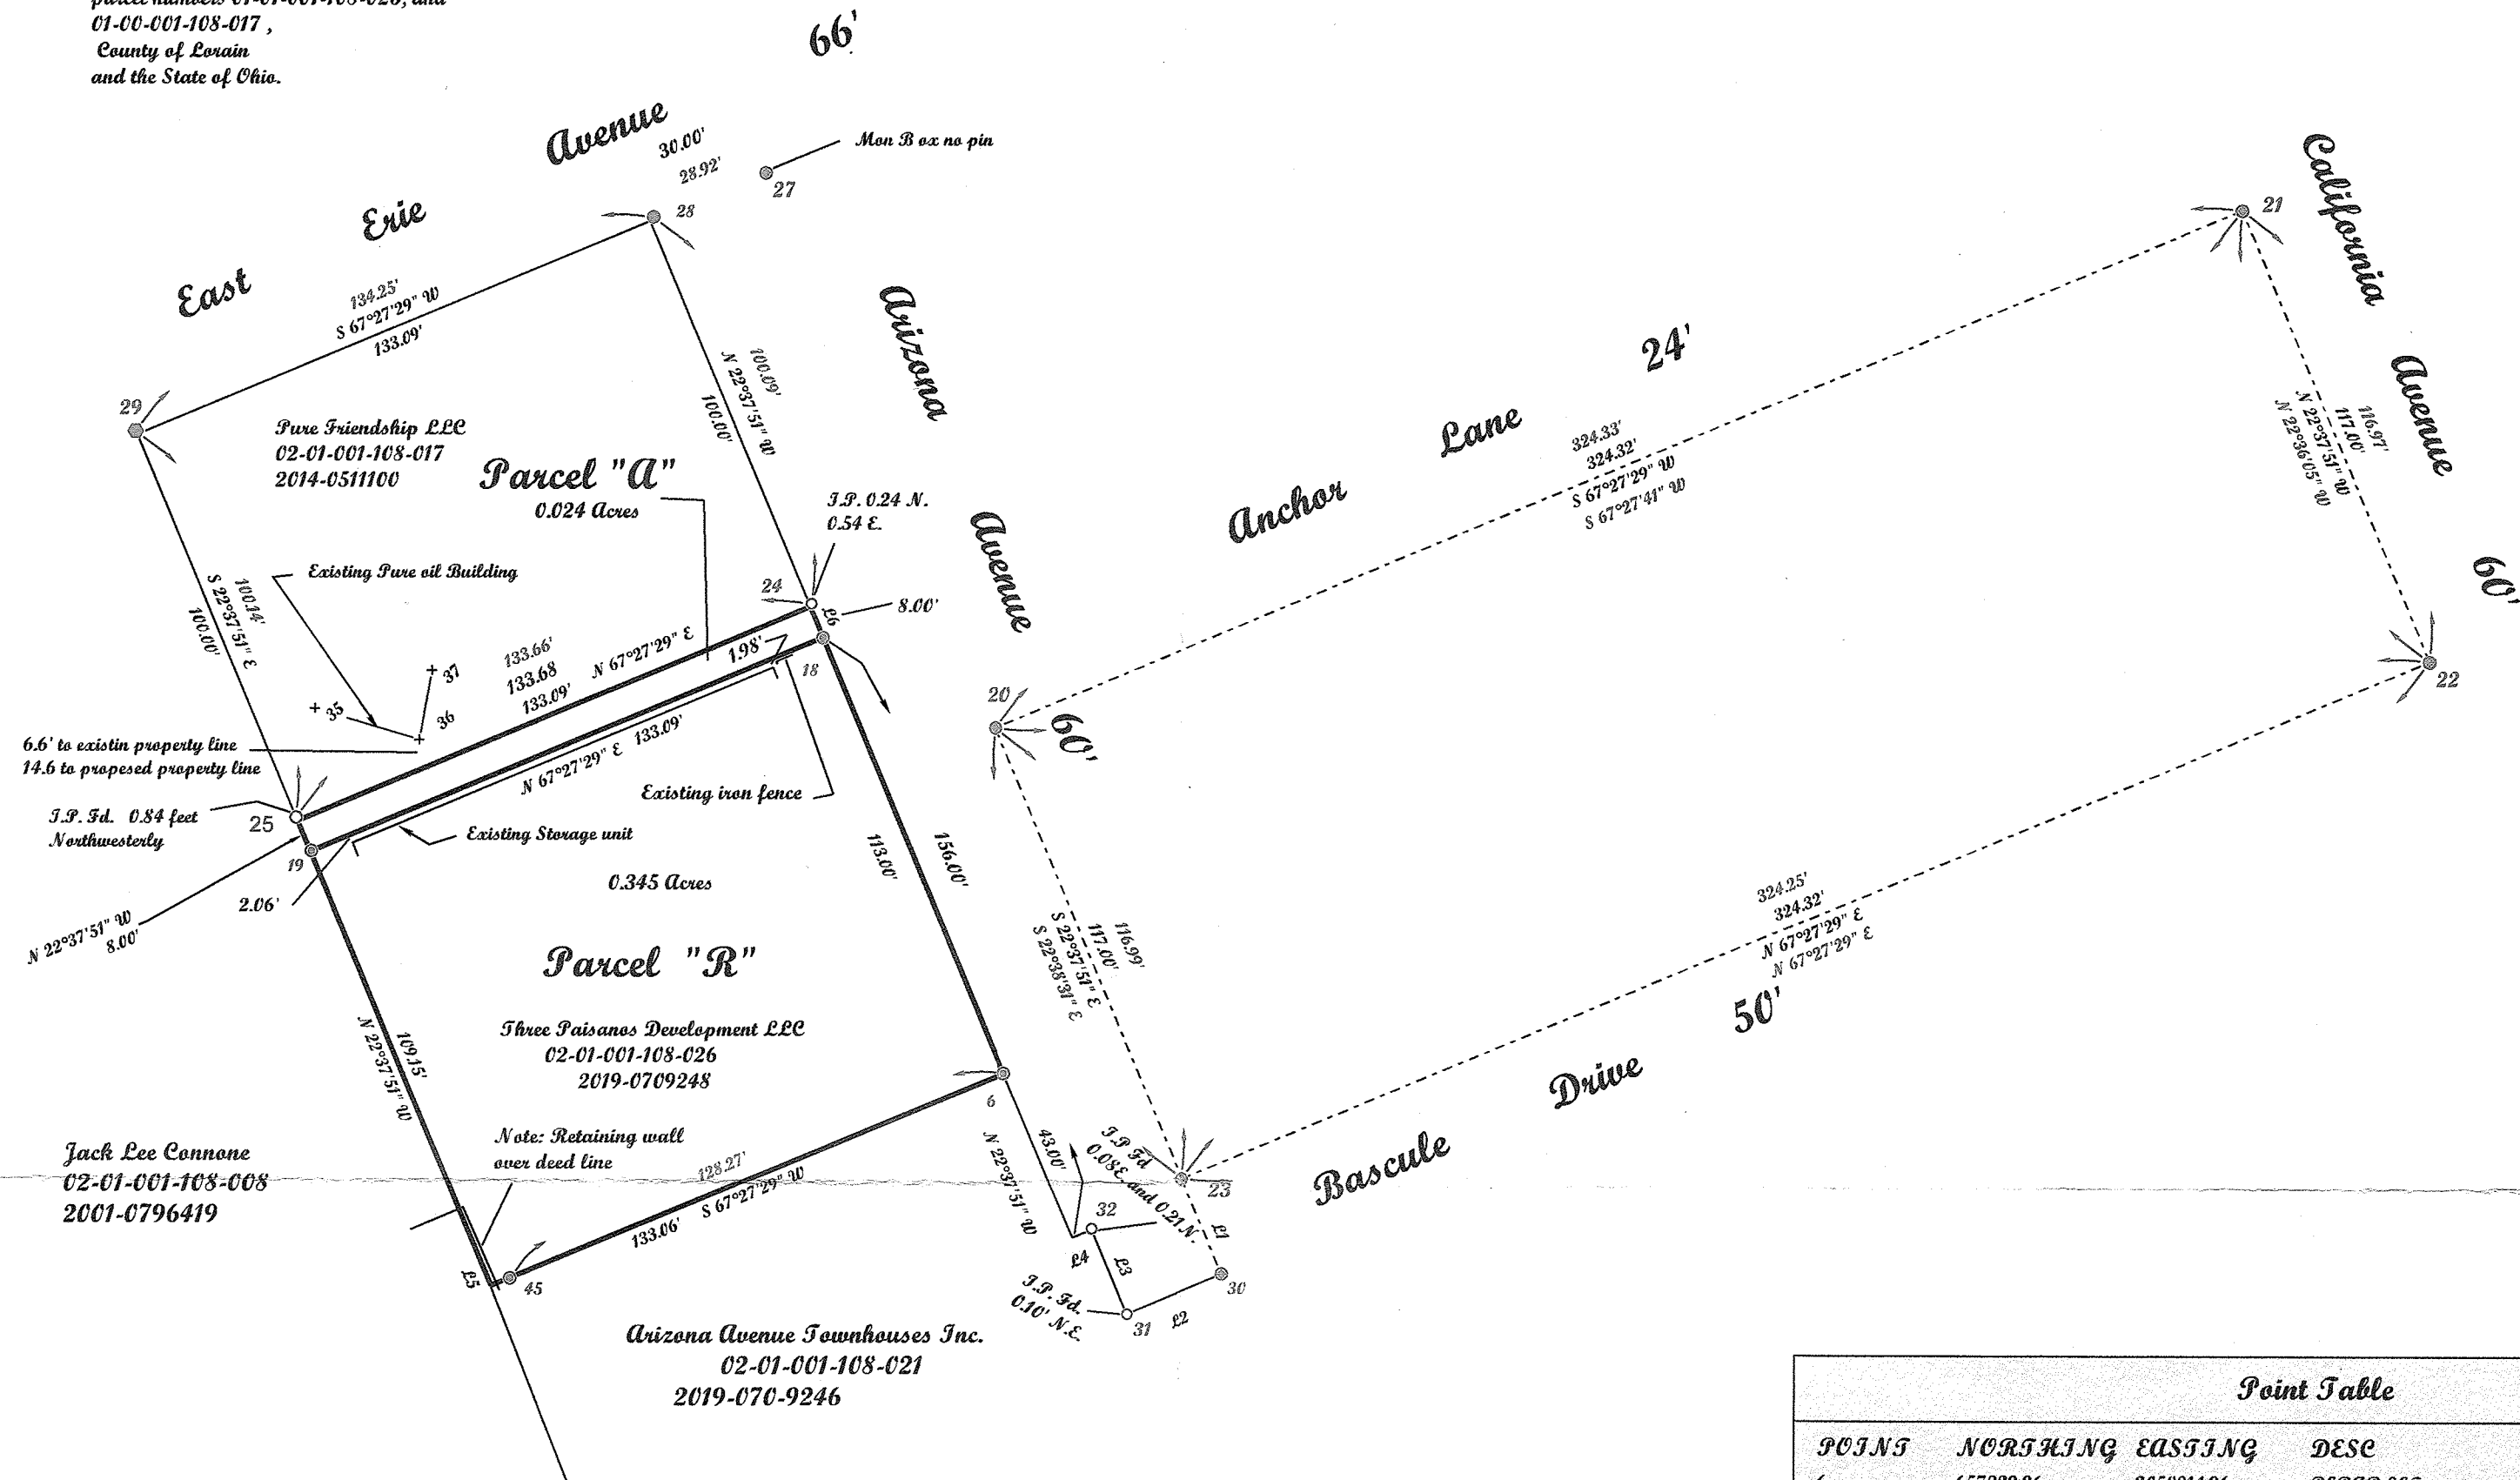 01-00-001-108-017 ,
County of Lorain
and the State of Ohio.
66'
East Erie Avenue
30.00'
28.92'
Mon B ox no pin
27
28
134.25'
S 67°27'29" W
133.09'
29
Pure Friendship LLC
02-01-001-108-017
2014-0511100
Parcel "A"
0.024 Acres
100.09'
N 22°37'51" W
100.00'
Arizona Avenue
60'
I.P. 0.24 N.
0.54 E.
24
L6
8.00'
Existing Pure oil Building
100.14'
S 22°37'51" E
100.00'
37
35
36
133.66'
133.68
133.09'
N 67°27'29" E
1.98'
18
N 67°27'29" E
133.09'
6.6' to existin property line
14.6 to propesed property line
I.P. Fd. 0.84 feet
Northwesterly
25
19
2.06'
N 22°37'51" W
8.00'
Existing iron fence
Existing Storage unit
0.345 Acres
Parcel "R"
Three Paisanos Development LLC
02-01-001-108-026
2019-0709248
113.00'
156.00'
109.15'
N 22°37'51" W
6
Note: Retaining wall
over deed line
128.27'
S 67°27'29" W
133.06'
Jack Lee Connone
02-01-001-108-008
2001-0796419
L5
45
Arizona Avenue Townhouses Inc.
02-01-001-108-021
2019-070-9246
43.00'
N 22°37'51" W
I.P. Fd
0.08E. and 0.21 N.
32
L4
L3
I.P. Fd.
0.10' N.E.
31
L2
30
L1
23
20
116.99'
117.00'
S 22°37'51" E
S 22°38'31" E
Anchor Lane
24'
324.33'
324.32'
S 67°27'29" W
S 67°27'41" W
21
California Avenue
60'
116.97'
117.00'
N 22°37'51" W
N 22°36'05" W
22
324.25'
324.32'
N 67°27'29" E
N 67°27'29" E
Bascule Drive
50'
Point Table
POINT NORTHING EASTING DESC